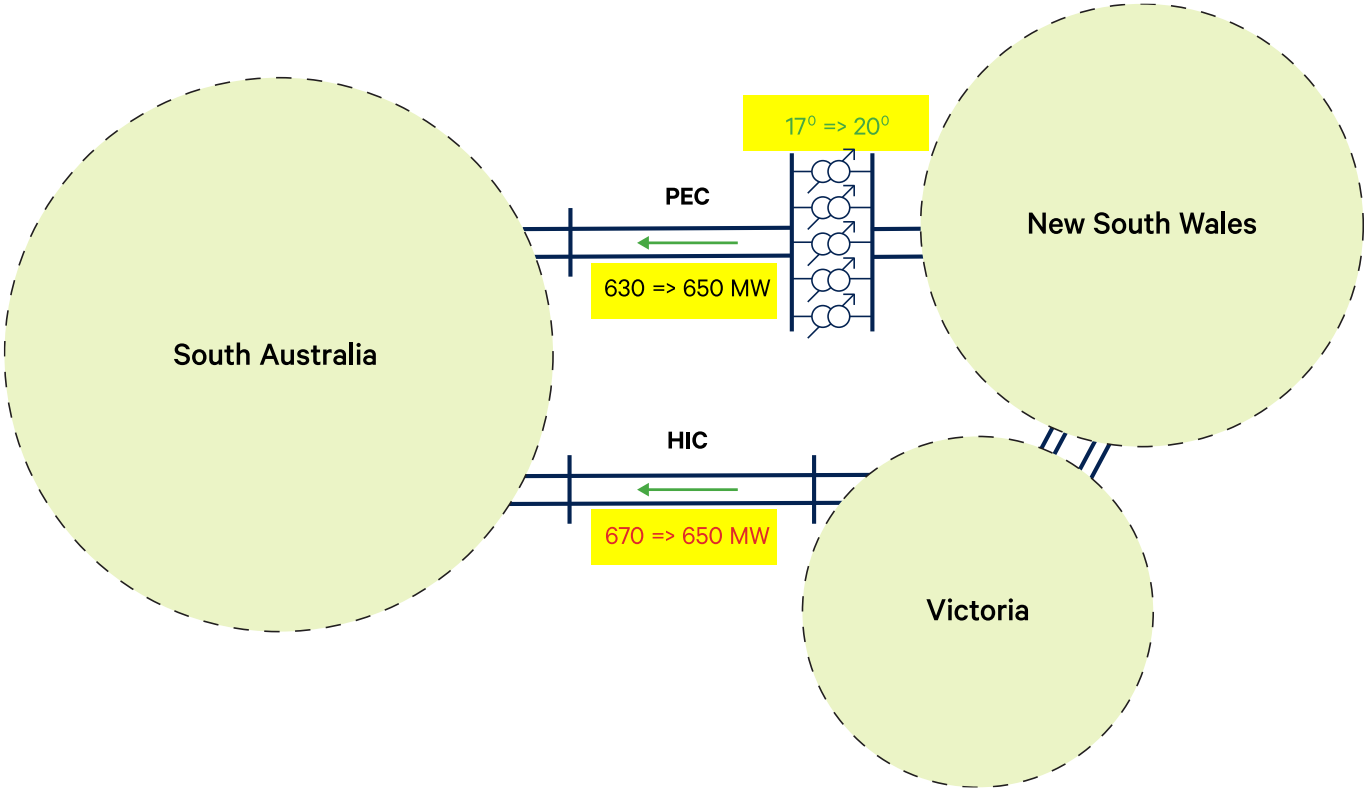 17⁰ => 20⁰
PEC
New South Wales
630 => 650 MW
South Australia
HIC
670 => 650 MW
Victoria